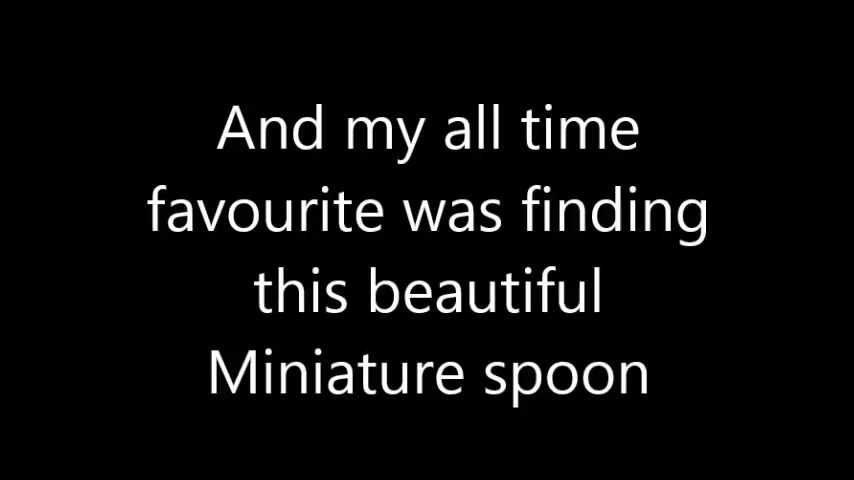 And my all time
favourite was finding
this beautiful
Miniature spoon